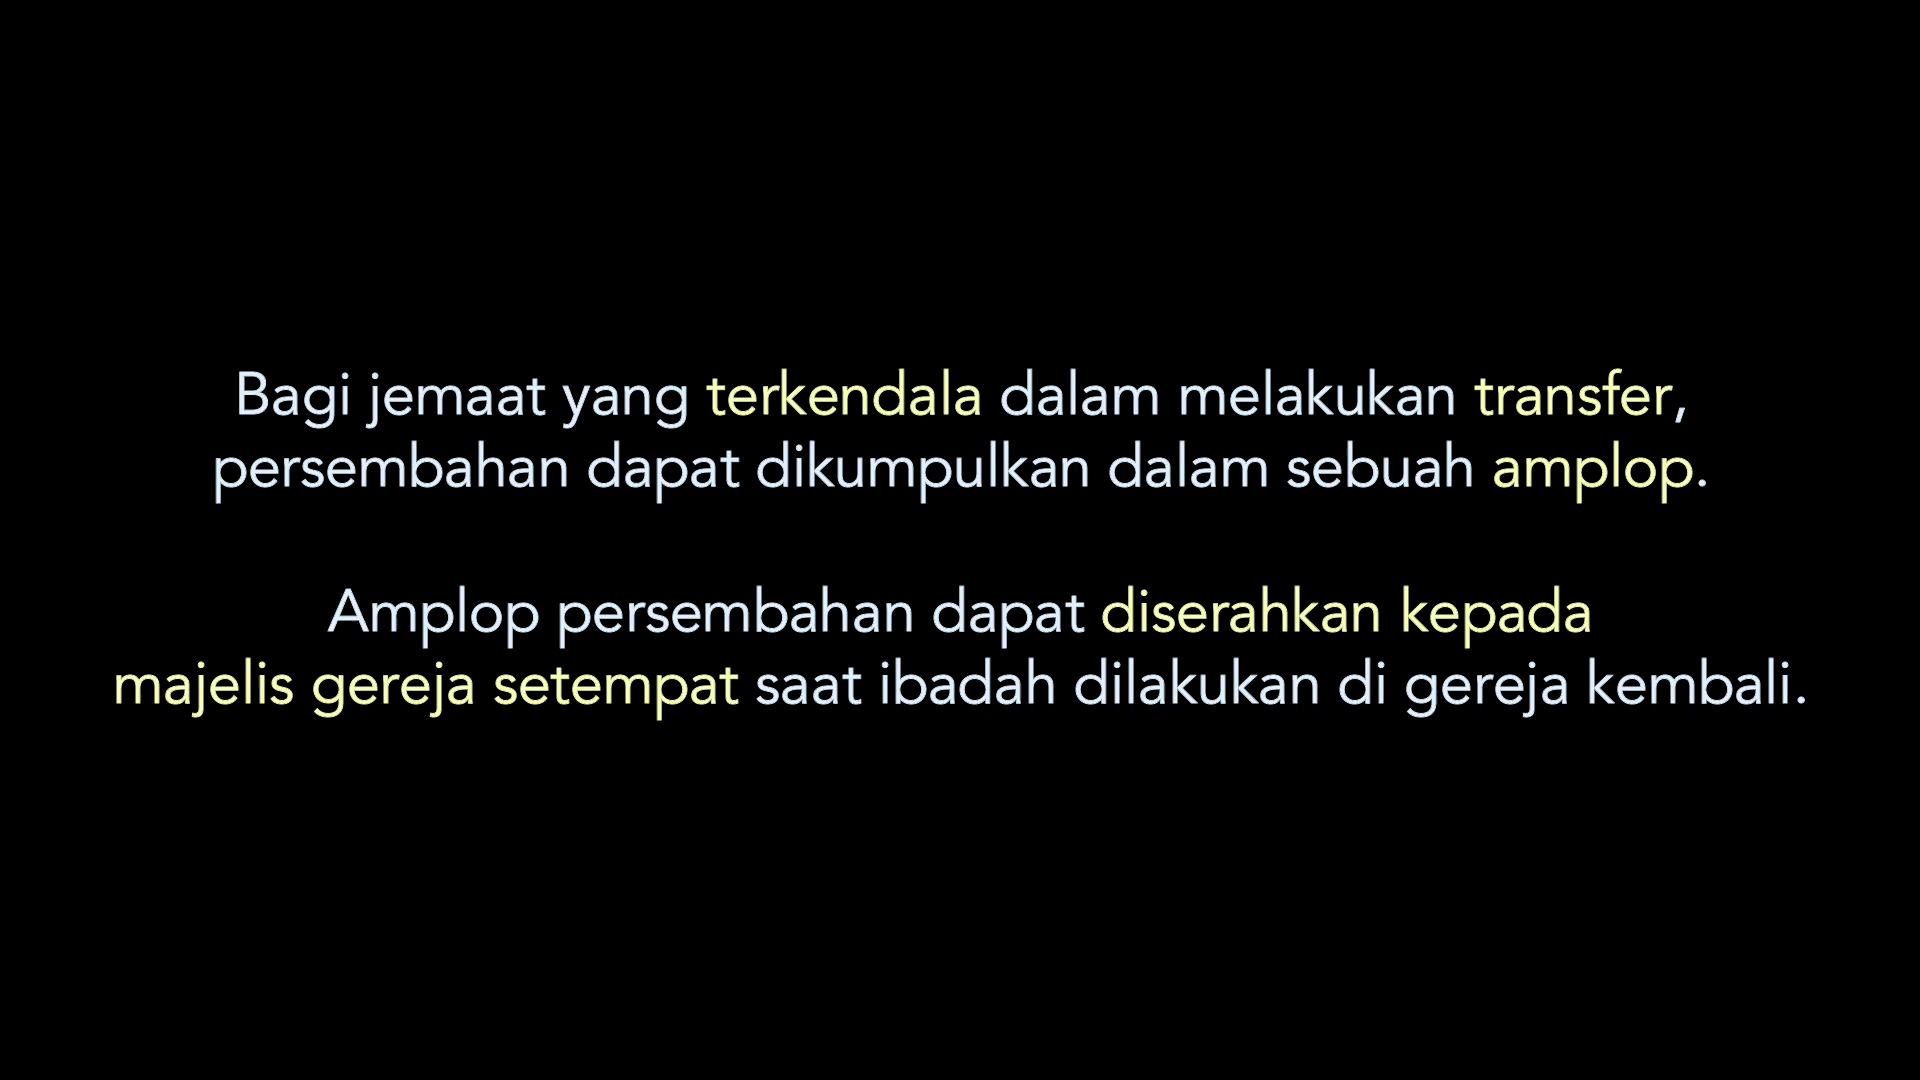 Bagi jemaat yang terkendala dalam melakukan transfer,
persembahan dapat dikumpulkan dalam sebuah amplop.
Amplop persembahan dapat diserahkan kepada
majelis gereja setempat saat ibadah dilakukan di gereja kembali.